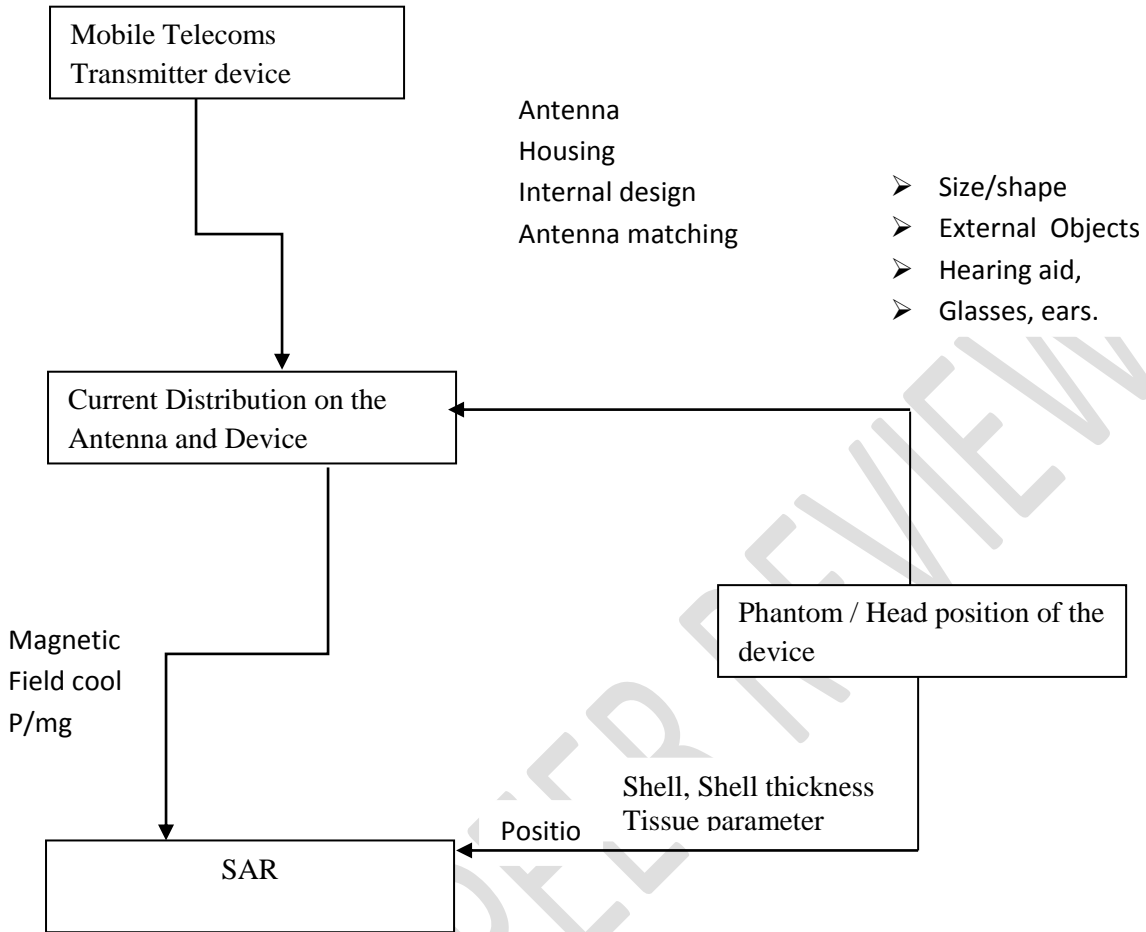 Mobile Telecoms
Transmitter device
Antenna
Housing
Internal design
Antenna matching
Size/shape
External Objects
Hearing aid,
Glasses, ears.
Current Distribution on the
Antenna and Device
Phantom / Head position of the
device
Magnetic
Field cool
P/mg
Shell, Shell thickness
Tissue parameter
Positio
SAR
PEER REVIEW